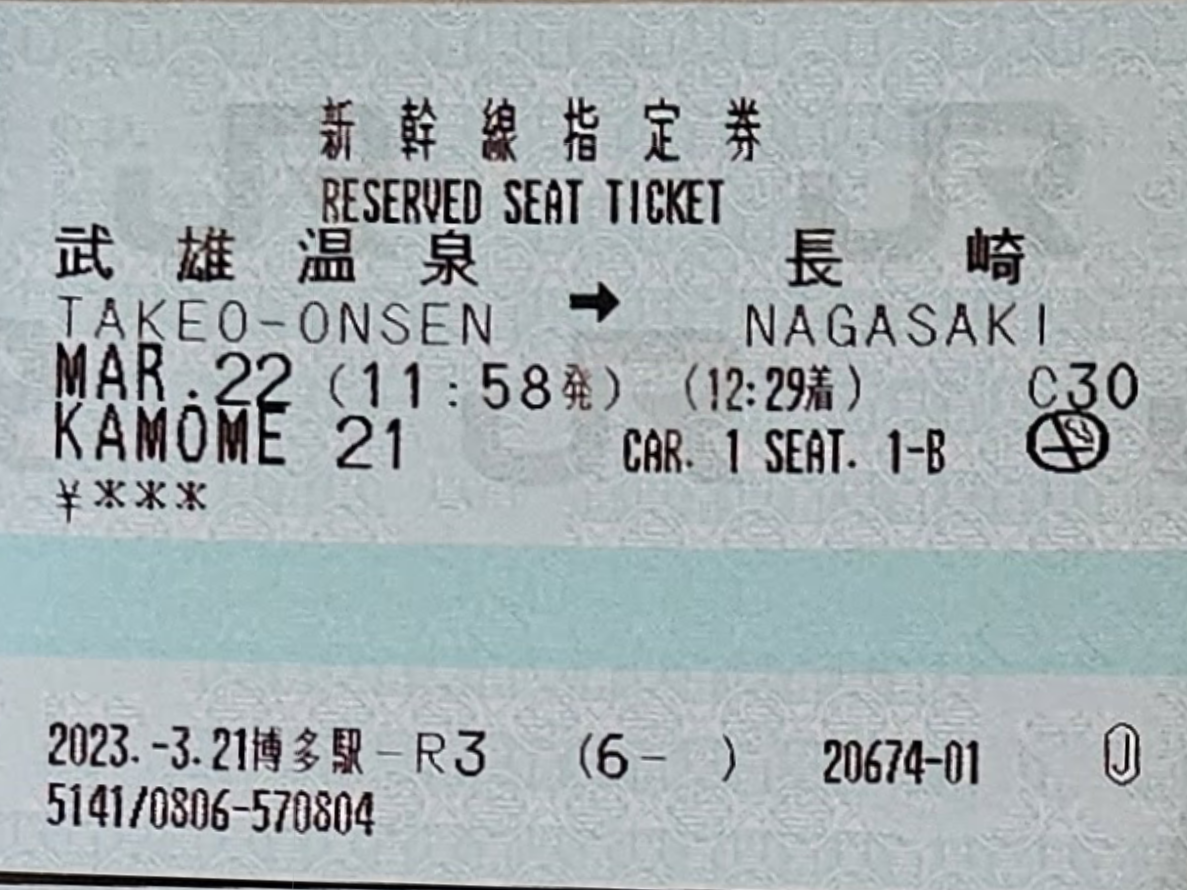 新幹線指定券
RESERVED SEAT TICKET
武雄温泉 → 長崎
TAKEO-ONSEN NAGASAKI
MAR.22 (11:58発) (12:29着) C30
KAMOME 21 CAR. 1 SEAT. 1-B
¥***
2023.-3.21博多駅-R3 (6- ) 20674-01 J
5141/0806-570804